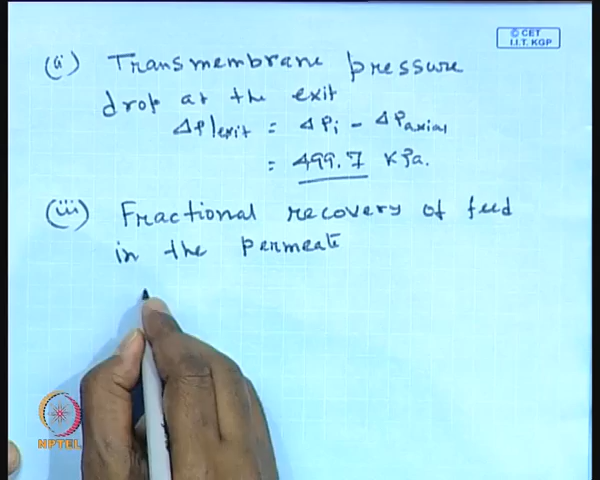 © CET
I.I.T. KGP
(ii) Transmembrane pressure
drop at the exit
ΔP|exit = ΔPi - ΔPaxial
= 499.7 KPa.
(iii) Fractional recovery of feed
in the permeate
NPTEL